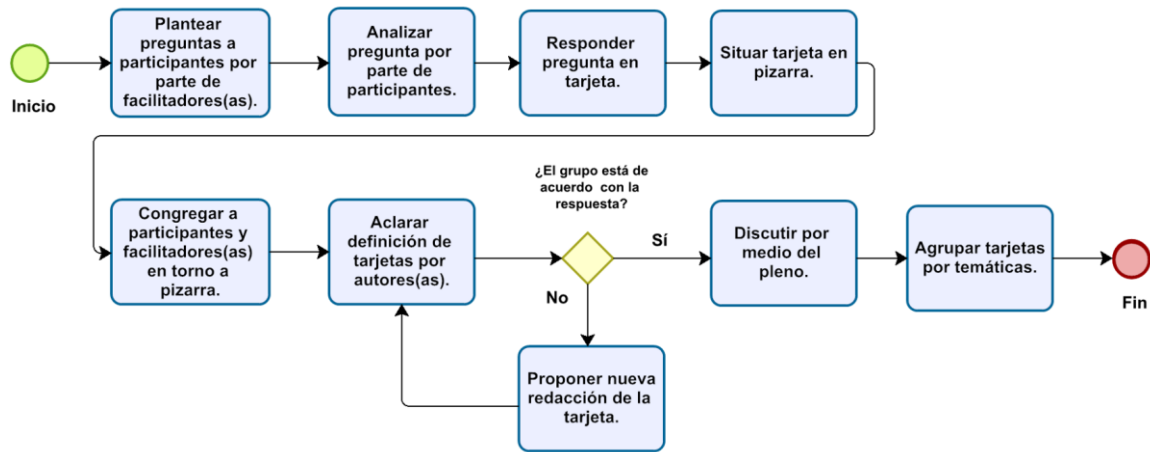 Inicio
Plantear
preguntas a
participantes por
parte de
facilitadores(as).
Analizar
pregunta por
parte de
participantes.
Responder
pregunta en
tarjeta.
Situar tarjeta en
pizarra.
Congregar a
participantes y
facilitadores(as)
en torno a
pizarra.
Aclarar
definición de
tarjetas por
autores(as).
¿El grupo está de
acuerdo con la
respuesta?
Sí
No
Proponer nueva
redacción de la
tarjeta.
Discutir por
medio del
pleno.
Agrupar tarjetas
por temáticas.
Fin